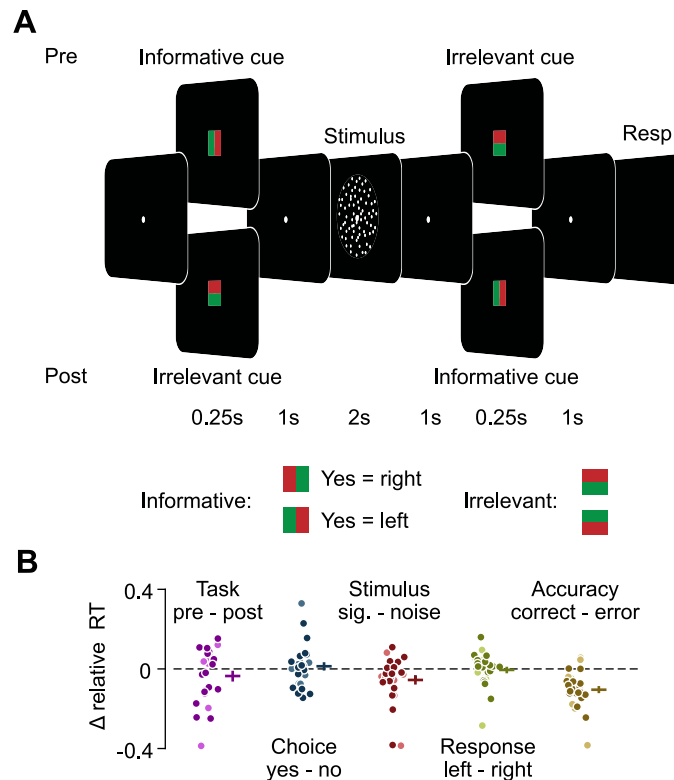 A
Pre
Informative cue
Irrelevant cue
Stimulus
Resp
Post
Irrelevant cue
Informative cue
0.25s 1s 2s 1s 0.25s 1s
Informative:
Yes = right
Yes = left
Irrelevant:
B
Δ relative RT
0.4
0
-0.4
Task
pre - post
Choice
yes - no
Stimulus
sig. - noise
Response
left - right
Accuracy
correct - error